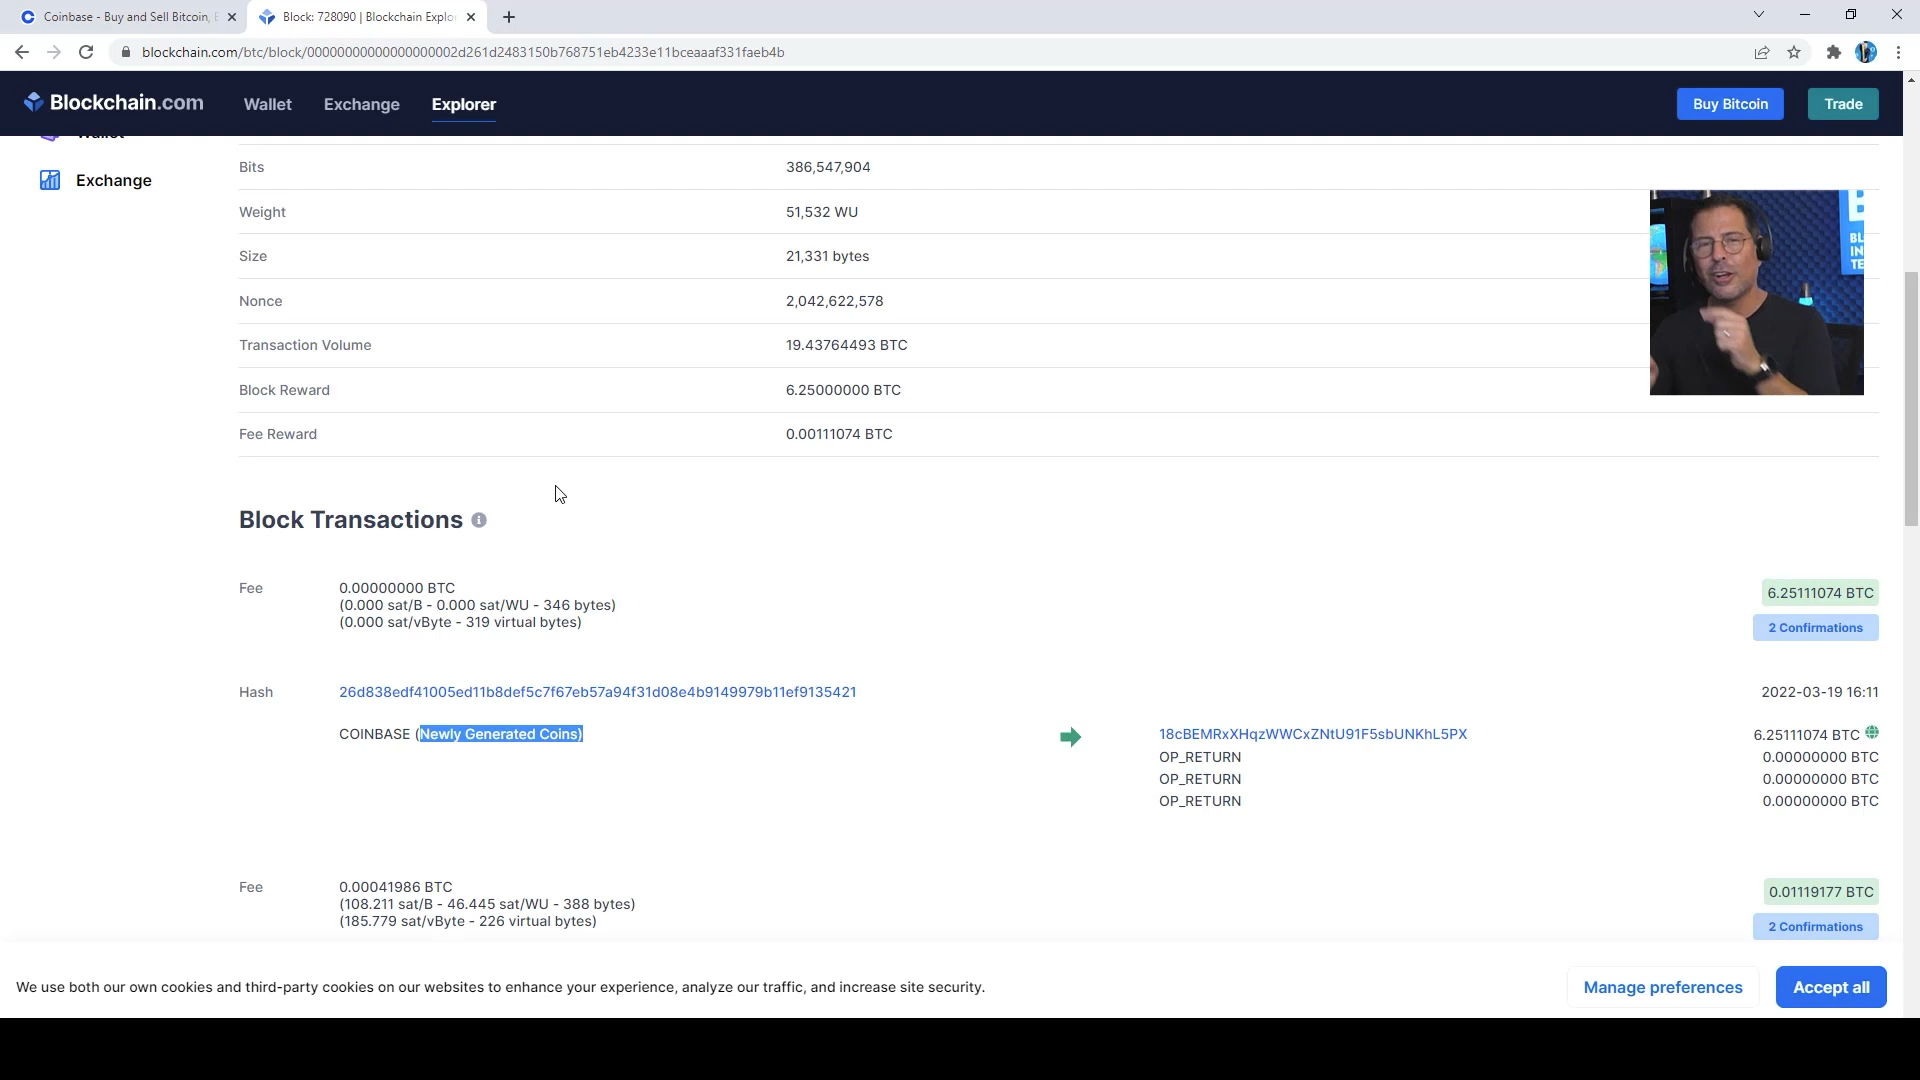 Coinbase - Buy and Sell Bitcoin, E
Block: 728090 | Blockchain Explor
blockchain.com/btc/block/00000000000000000002d261d2483150b768751eb4233e11bceaaaf331faeb4b
Blockchain.com
Wallet
Exchange
Explorer
Buy Bitcoin
Trade
Wallet
Exchange
Bits 386,547,904
Weight 51,532 WU
Size 21,331 bytes
Nonce 2,042,622,578
Transaction Volume 19.43764493 BTC
Block Reward 6.25000000 BTC
Fee Reward 0.00111074 BTC
BL
IN
TE
Block Transactions
Fee 0.00000000 BTC 6.25111074 BTC
(0.000 sat/B - 0.000 sat/WU - 346 bytes)
(0.000 sat/vByte - 319 virtual bytes) 2 Confirmations
Hash 26d838edf41005ed11b8def5c7f67eb57a94f31d08e4b9149979b11ef9135421 2022-03-19 16:11
COINBASE (Newly Generated Coins) 18cBEMRxXHqzWWCxZNtU91F5sbUNKhL5PX 6.25111074 BTC
OP_RETURN 0.00000000 BTC
OP_RETURN 0.00000000 BTC
OP_RETURN 0.00000000 BTC
Fee 0.00041986 BTC 0.01119177 BTC
(108.211 sat/B - 46.445 sat/WU - 388 bytes)
(185.779 sat/vByte - 226 virtual bytes) 2 Confirmations
We use both our own cookies and third-party cookies on our websites to enhance your experience, analyze our traffic, and increase site security.
Manage preferences
Accept all